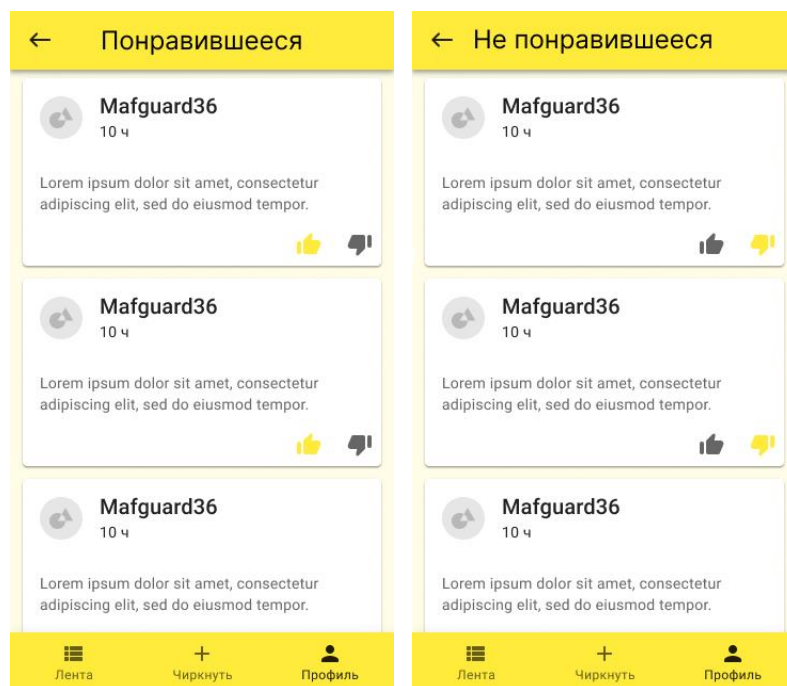 Понравившееся
Mafguard36
10 ч
Lorem ipsum dolor sit amet, consectetur
adipiscing elit, sed do eiusmod tempor.
Mafguard36
10 ч
Lorem ipsum dolor sit amet, consectetur
adipiscing elit, sed do eiusmod tempor.
Mafguard36
10 ч
Lorem ipsum dolor sit amet, consectetur
adipiscing elit, sed do eiusmod tempor.
Лента Чиркнуть Профиль
Не понравившееся
Mafguard36
10 ч
Lorem ipsum dolor sit amet, consectetur
adipiscing elit, sed do eiusmod tempor.
Mafguard36
10 ч
Lorem ipsum dolor sit amet, consectetur
adipiscing elit, sed do eiusmod tempor.
Mafguard36
10 ч
Lorem ipsum dolor sit amet, consectetur
adipiscing elit, sed do eiusmod tempor.
Лента Чиркнуть Профиль